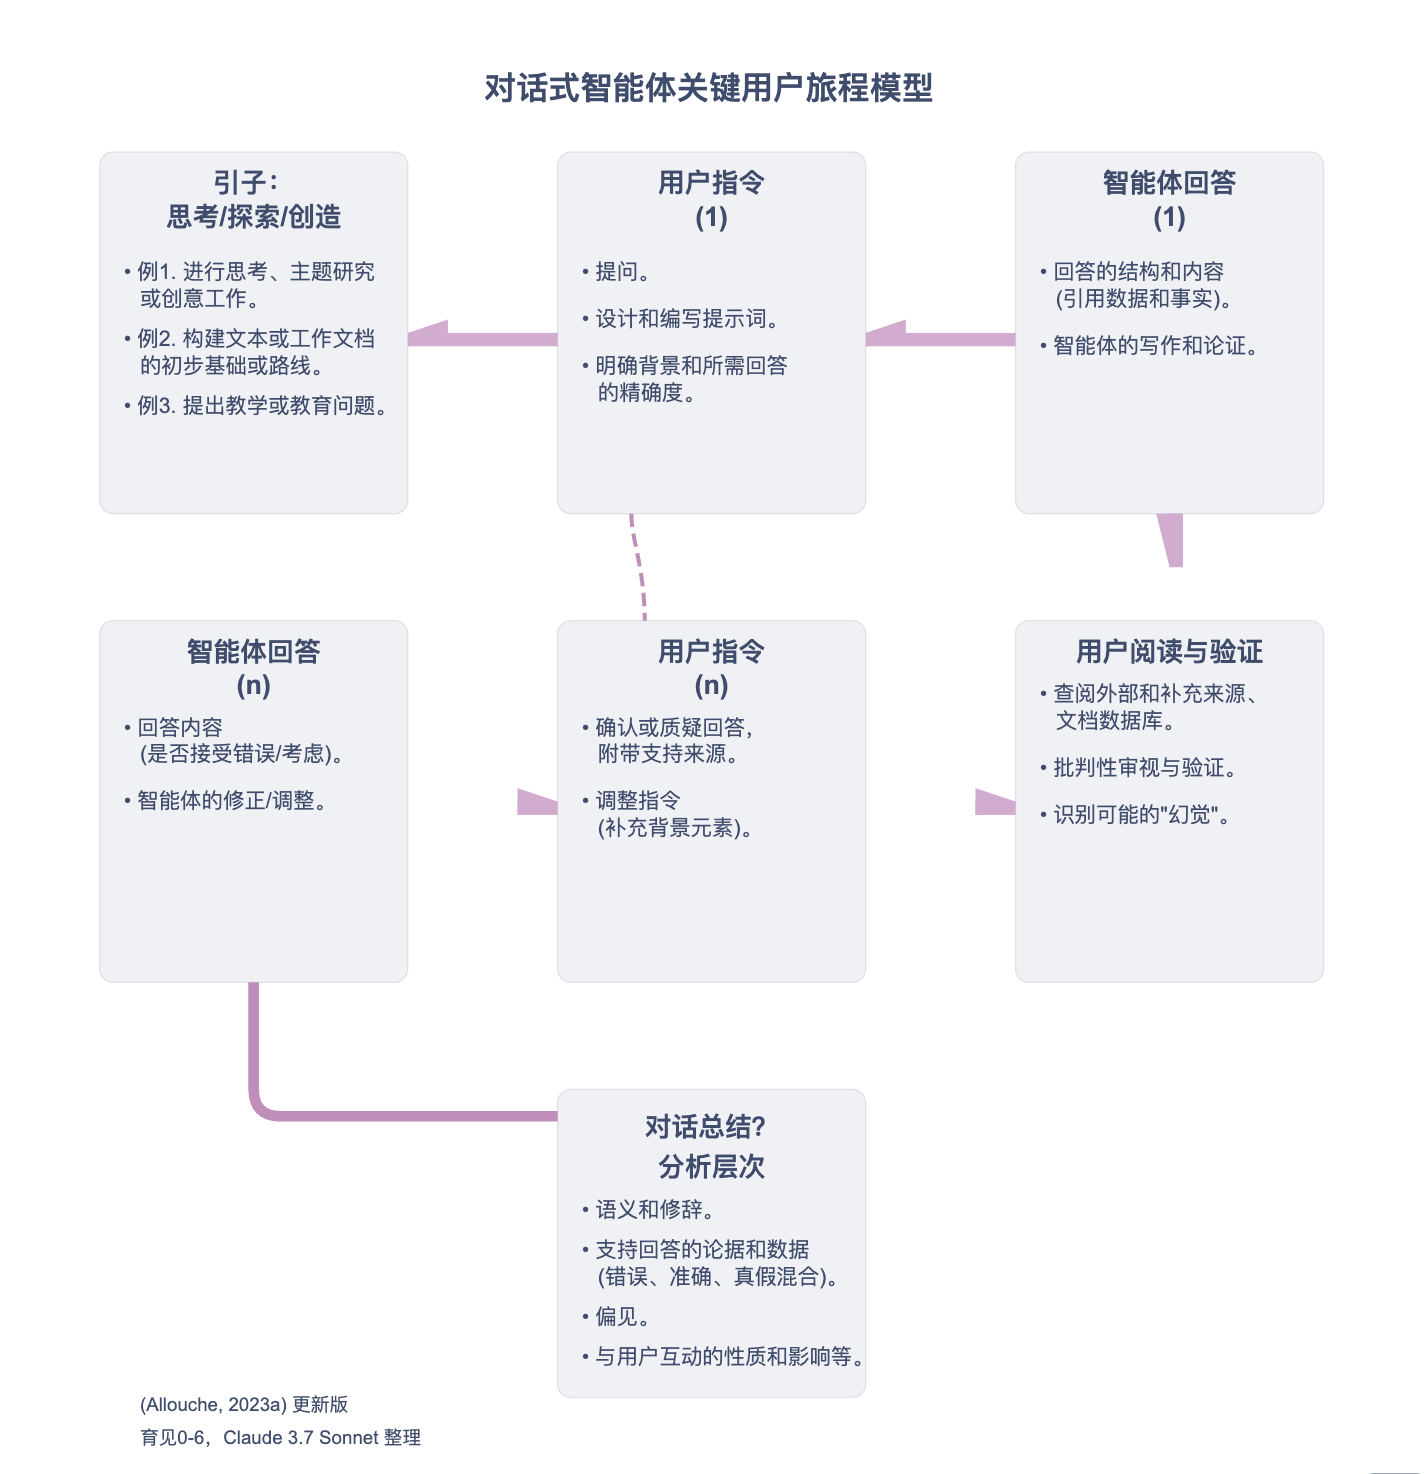 对话式智能体关键用户旅程模型
引子：
思考/探索/创造
• 例1. 进行思考、主题研究
或创意工作。
• 例2. 构建文本或工作文档
的初步基础或路线。
• 例3. 提出教学或教育问题。
用户指令
(1)
• 提问。
• 设计和编写提示词。
• 明确背景和所需回答
的精确度。
智能体回答
(1)
• 回答的结构和内容
(引用数据和事实)。
• 智能体的写作和论证。
智能体回答
(n)
• 回答内容
(是否接受错误/考虑)。
• 智能体的修正/调整。
用户指令
(n)
• 确认或质疑回答，
附带支持来源。
• 调整指令
(补充背景元素)。
用户阅读与验证
• 查阅外部和补充来源、
文档数据库。
• 批判性审视与验证。
• 识别可能的"幻觉"。
对话总结？
分析层次
• 语义和修辞。
• 支持回答的论据和数据
(错误、准确、真假混合)。
• 偏见。
• 与用户互动的性质和影响等。
(Allouche, 2023a) 更新版
育见0-6，Claude 3.7 Sonnet 整理